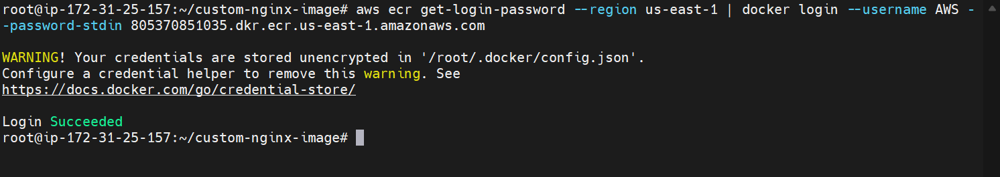 root@ip-172-31-25-157:~/custom-nginx-image# aws ecr get-login-password --region us-east-1 | docker login --username AWS -
-password-stdin 805370851035.dkr.ecr.us-east-1.amazonaws.com
WARNING! Your credentials are stored unencrypted in '/root/.docker/config.json'.
Configure a credential helper to remove this warning. See
https://docs.docker.com/go/credential-store/
Login Succeeded
root@ip-172-31-25-157:~/custom-nginx-image#